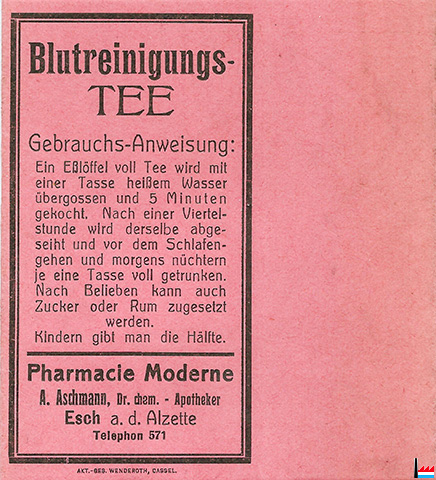 Blutreinigungs-
TEE
Gebrauchs-Anweisung:
Ein Eßlöffel voll Tee wird mit
einer Tasse heißem Wasser
übergossen und 5 Minuten
gekocht. Nach einer Viertel-
stunde wird derselbe abge-
seiht und vor dem Schlafen-
gehen und morgens nüchtern
je eine Tasse voll getrunken.
Nach Belieben kann auch
Zucker oder Rum zugesetzt
werden.
Kindern gibt man die Hälfte.
Pharmacie Moderne
A. Aschmann, Dr. chem. - Apotheker
Esch a. d. Alzette
Telephon 571
AKT.-GES. WENDEROTH, CASSEL.